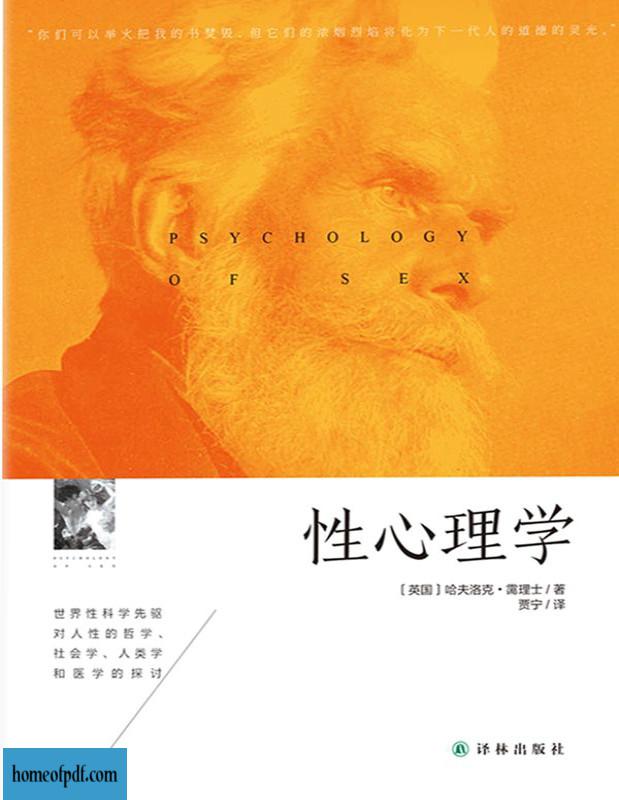 “你们可以举火把我的书焚毁，但它们的浓烟烈焰将化为下一代人的道德的灵光。”
PSYCHOLOGY
OF SEX
性心理学
［英国］哈夫洛克·霭理士／著
贾宁／译
世界性科学先驱
对人性的哲学、
社会学、人类学
和医学的探讨
译林出版社
homeofpdf.com